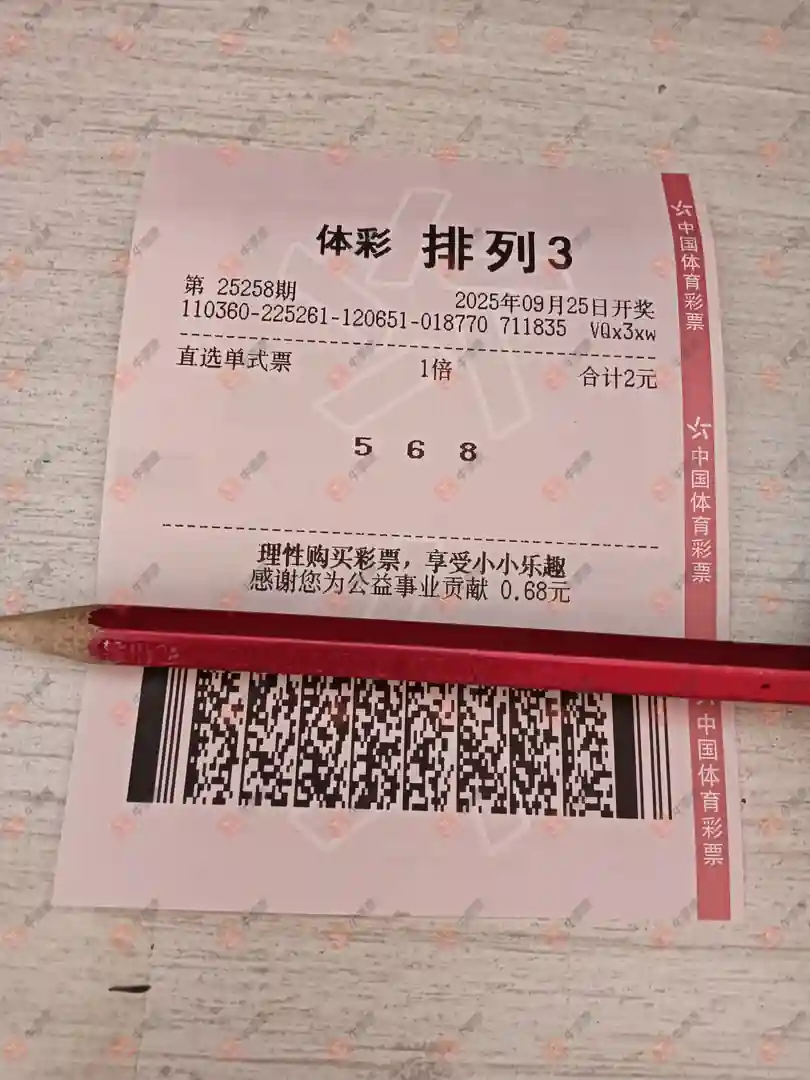 体彩 排列3
第 25258期 2025年09月25日开奖
110360-225261-120651-018770 711835 VQx3xw
直选单式票 1倍 合计2元
5 6 8
理性购买彩票，享受小小乐趣
感谢您为公益事业贡献 0.68元
中国体育彩票
中国体育彩票
中国体育彩票